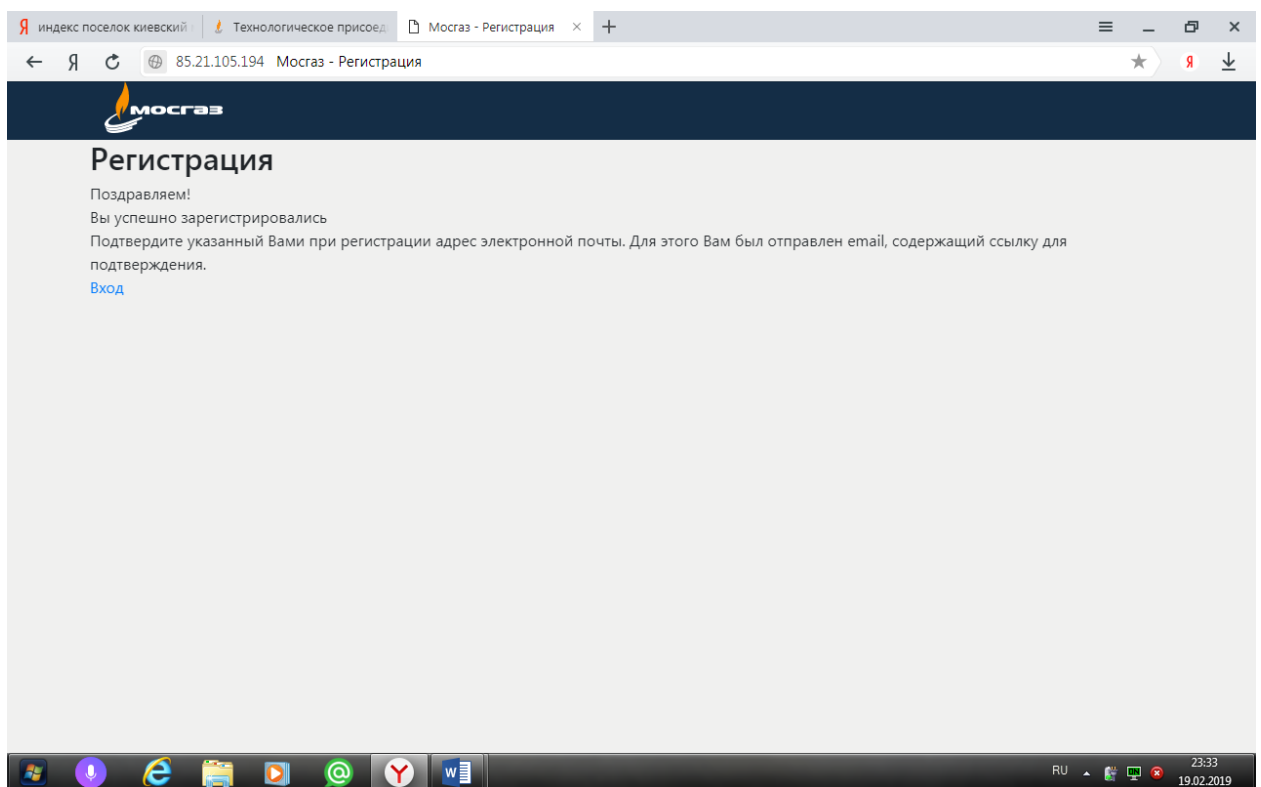 Я индекс поселок киевский
Технологическое присоед
Мосгаз - Регистрация
Я
85.21.105.194 Мосгаз - Регистрация
Я
мосгаз
Регистрация
Поздравляем!
Вы успешно зарегистрировались
Подтвердите указанный Вами при регистрации адрес электронной почты. Для этого Вам был отправлен email, содержащий ссылку для
подтверждения.
Вход
RU
23:33
19.02.2019